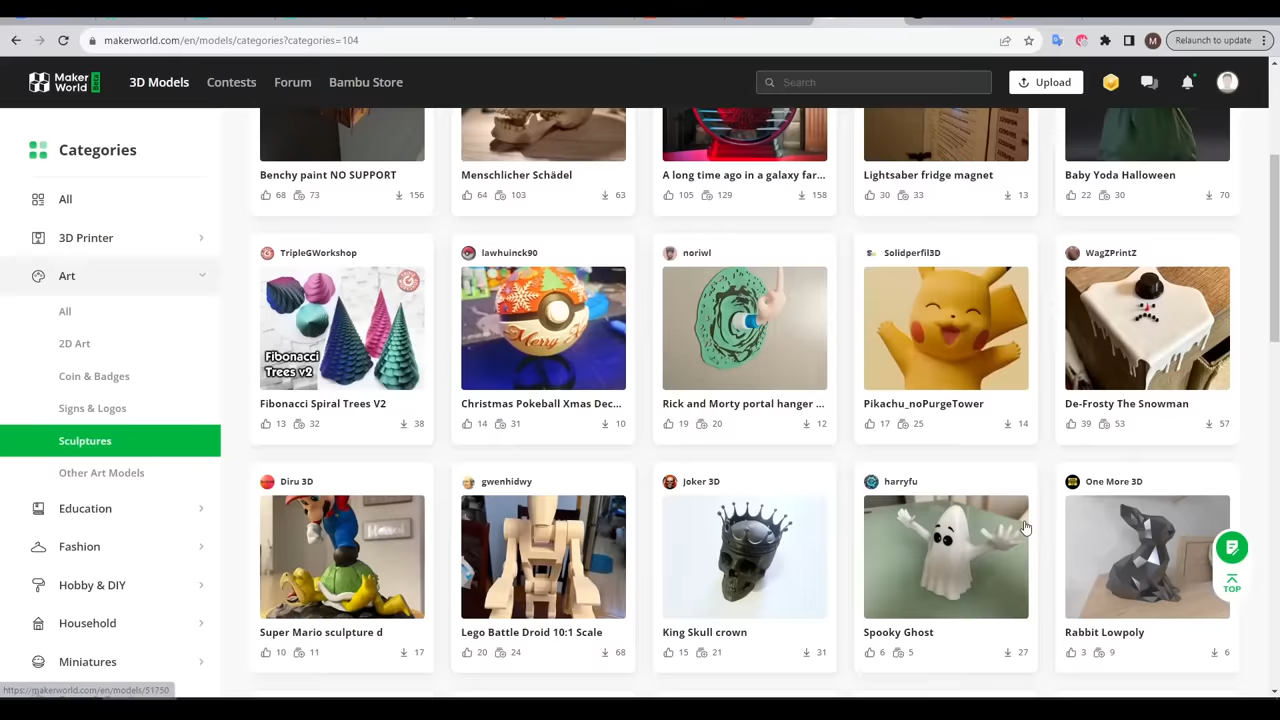 makerworld.com/en/models/categories?categories=104
Relaunch to update
Maker World
3D Models
Contests
Forum
Bambu Store
Search
Upload
Categories
All
3D Printer
Art
All
2D Art
Coin & Badges
Signs & Logos
Sculptures
Other Art Models
Education
Fashion
Hobby & DIY
Household
Miniatures
Benchy paint NO SUPPORT
68 73 156
Menschlicher Schädel
64 103 63
A long time ago in a galaxy far...
105 129 158
Lightsaber fridge magnet
30 33 13
Baby Yoda Halloween
22 30 70
TripleGWorkshop
Fibonacci
Trees v2
Fibonacci Spiral Trees V2
13 32 38
lawhuinck90
Merry
Christmas Pokeball Xmas Dec...
14 31 10
noriwl
Rick and Morty portal hanger ...
19 20 12
Solidperfil3D
Pikachu_noPurgeTower
17 25 14
WagZPrintZ
De-Frosty The Snowman
39 53 57
Diru 3D
Super Mario sculpture d
10 11 17
gwenhidwy
Lego Battle Droid 10:1 Scale
20 24 68
Joker 3D
King Skull crown
15 21 31
harryfu
Spooky Ghost
6 5 27
One More 3D
Rabbit Lowpoly
3 9 6
TOP
https://makerworld.com/en/models/51750